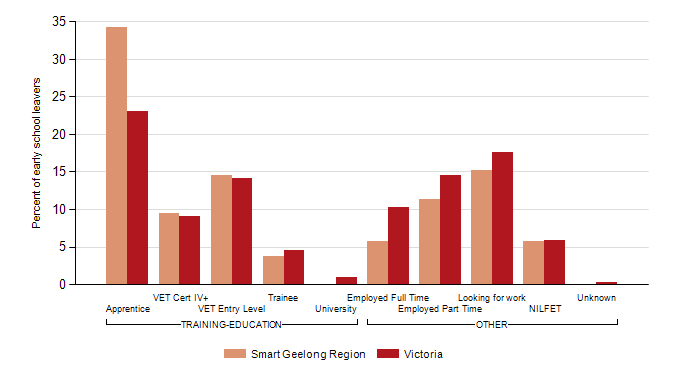 Percent of early school leavers
35
30
25
20
15
10
5
0
VET Cert IV+ Trainee Employed Full Time Looking for work Unknown
Apprentice VET Entry Level University Employed Part Time NILFET
TRAINING-EDUCATION OTHER
Smart Geelong Region Victoria